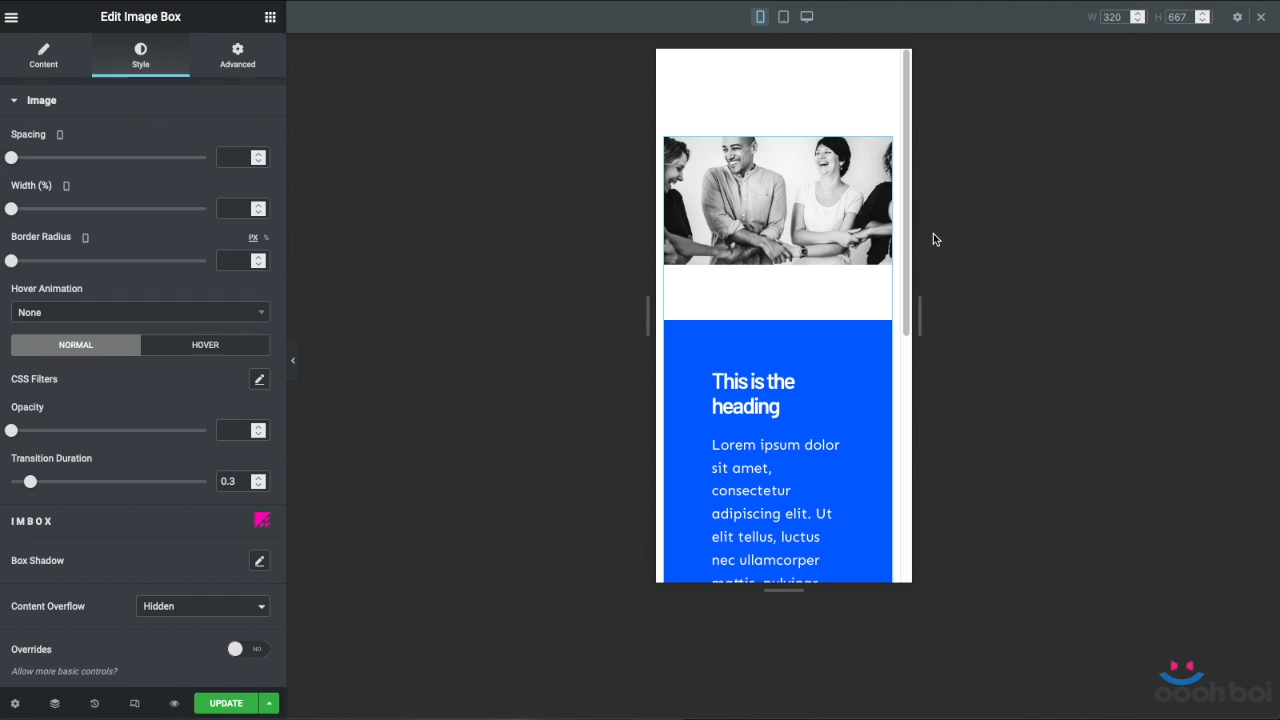 Edit Image Box
W 320 H 667
Content Style Advanced
Image
Spacing
Width (%)
Border Radius PX %
Hover Animation
None
NORMAL HOVER
CSS Filters
Opacity
Transition Duration
0.3
IMBOX
Box Shadow
Content Overflow Hidden
Overrides NO
Allow more basic controls?
UPDATE
This is the
heading
Lorem ipsum dolor
sit amet,
consectetur
adipiscing elit. Ut
elit tellus, luctus
nec ullamcorper
mattis, pulvinar
oooh boi